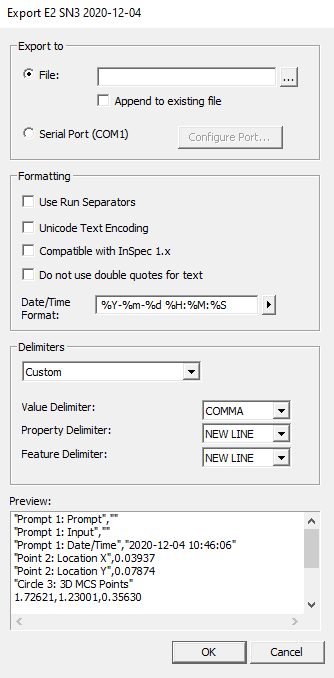 Export E2 SN3 2020-12-04
Export to
File:
...
Append to existing file
Serial Port (COM1)
Configure Port...
Formatting
Use Run Separators
Unicode Text Encoding
Compatible with InSpec 1.x
Do not use double quotes for text
Date/Time
Format:
%Y-%m-%d %H:%M:%S
Delimiters
Custom
Value Delimiter: COMMA
Property Delimiter: NEW LINE
Feature Delimiter: NEW LINE
Preview:
"Prompt 1: Prompt",""
"Prompt 1: Input",""
"Prompt 1: Date/Time","2020-12-04 10:46:06"
"Point 2: Location X",0.03937
"Point 2: Location Y",0.07874
"Circle 3: 3D MCS Points"
1.72621,1.23001,0.35630
OK Cancel